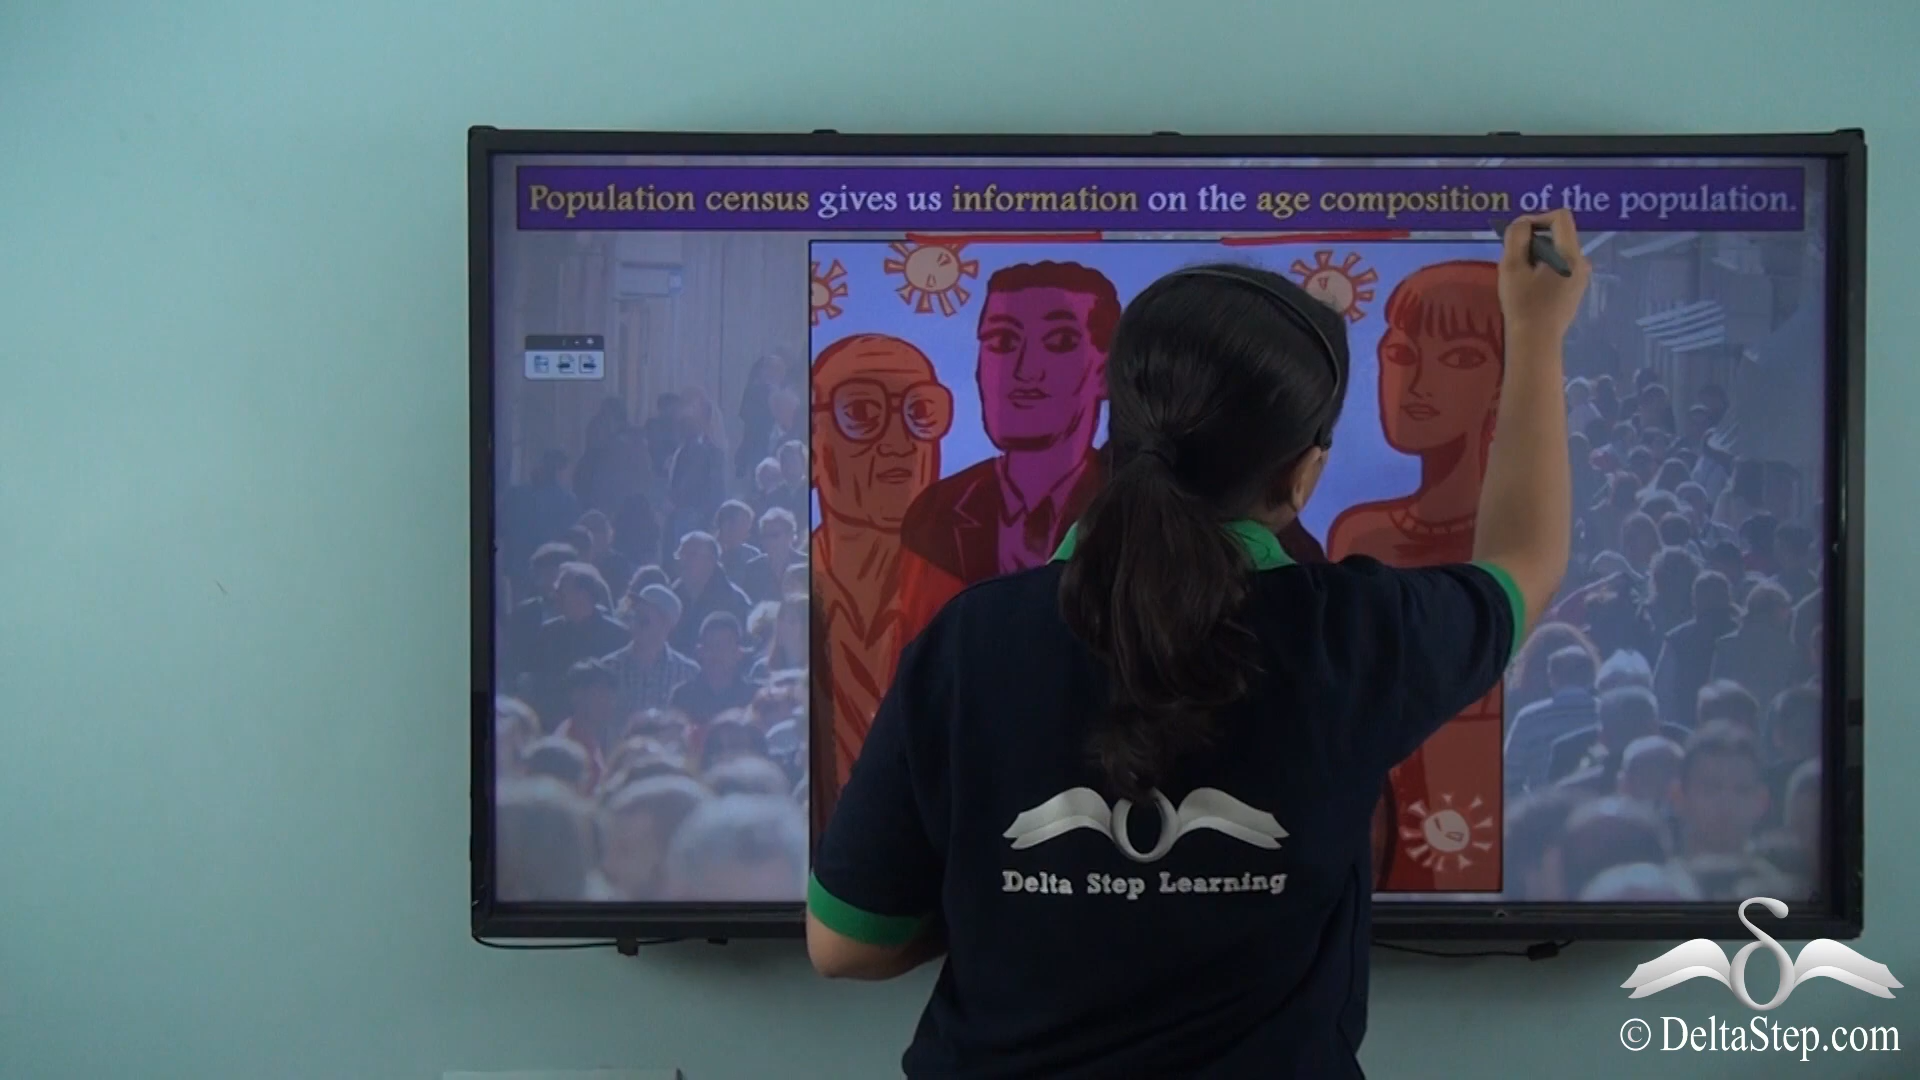 Population census gives us information on the age composition of the population.
Delta Step Learning
© DeltaStep.com